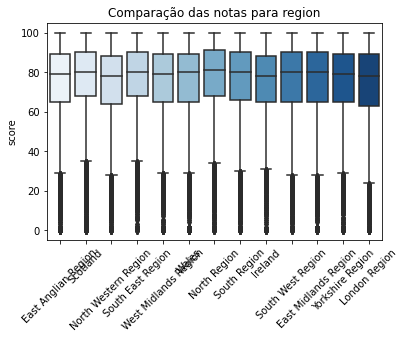 Comparação das notas para region
score
100
80
60
40
20
0
East Anglian Region
Scotland
North Western Region
South East Region
West Midlands Region
Wales
North Region
South Region
Ireland
South West Region
East Midlands Region
Yorkshire Region
London Region